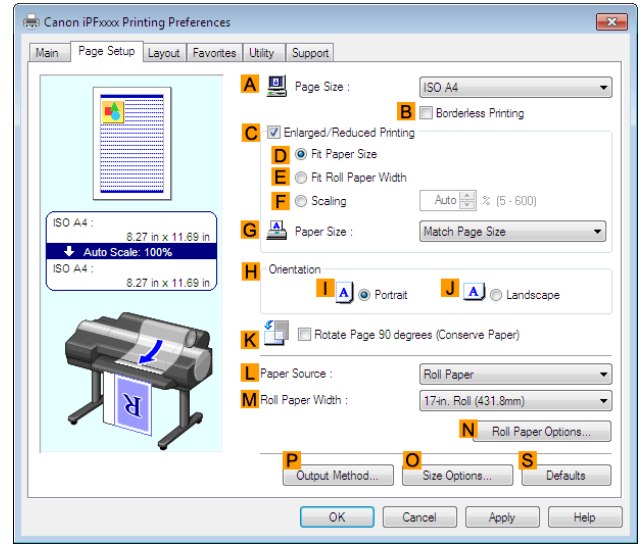 Canon iPFxxxx Printing Preferences
Main Page Setup Layout Favorites Utility Support
A Page Size : ISO A4
B Borderless Printing
C Enlarged/Reduced Printing
D Fit Paper Size
E Fit Roll Paper Width
F Scaling Auto % (5 - 600)
ISO A4 :
8.27 in x 11.69 in
Auto Scale: 100%
ISO A4 :
8.27 in x 11.69 in
G Paper Size : Match Page Size
H Orientation
I A Portrait J A Landscape
K Rotate Page 90 degrees (Conserve Paper)
R
L Paper Source : Roll Paper
M Roll Paper Width : 17-in. Roll (431.8mm)
N Roll Paper Options...
P Output Method... O Size Options... S Defaults
OK Cancel Apply Help